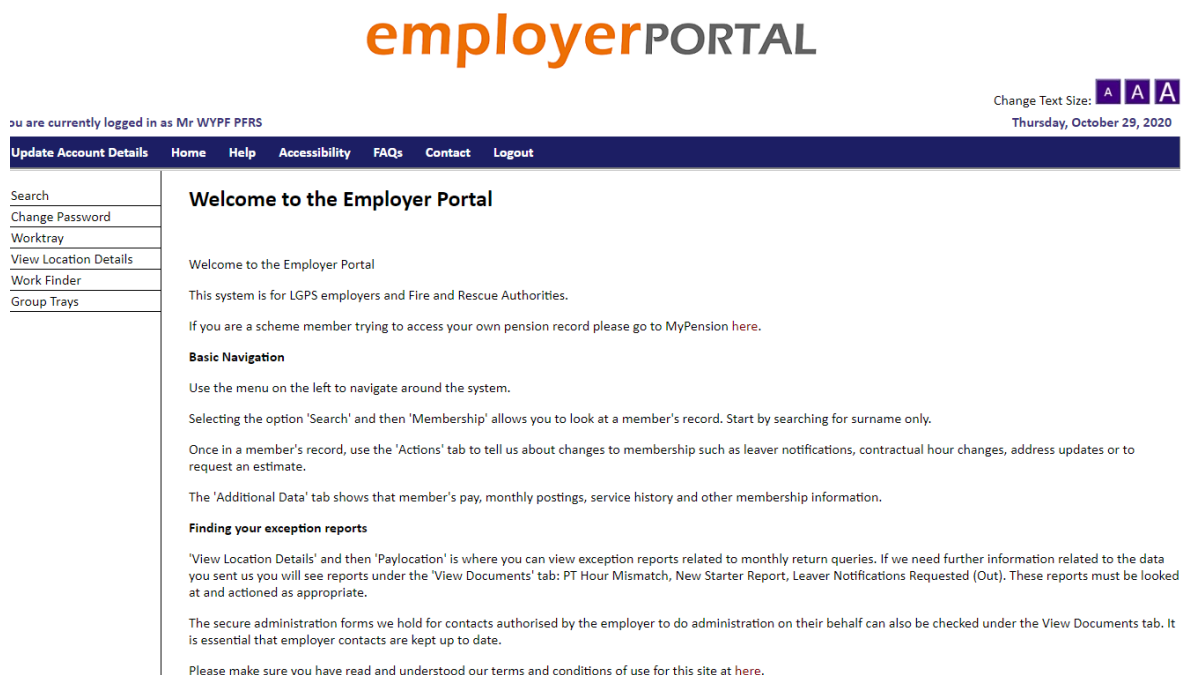 employerPORTAL
Change Text Size: A A A
ou are currently logged in as Mr WYPF PFRS
Thursday, October 29, 2020
Update Account Details Home Help Accessibility FAQs Contact Logout
Search
Change Password
Worktray
View Location Details
Work Finder
Group Trays
Welcome to the Employer Portal
Welcome to the Employer Portal
This system is for LGPS employers and Fire and Rescue Authorities.
If you are a scheme member trying to access your own pension record please go to MyPension here.
Basic Navigation
Use the menu on the left to navigate around the system.
Selecting the option 'Search' and then 'Membership' allows you to look at a member's record. Start by searching for surname only.
Once in a member's record, use the 'Actions' tab to tell us about changes to membership such as leaver notifications, contractual hour changes, address updates or to
request an estimate.
The 'Additional Data' tab shows that member's pay, monthly postings, service history and other membership information.
Finding your exception reports
'View Location Details' and then 'Paylocation' is where you can view exception reports related to monthly return queries. If we need further information related to the data
you sent us you will see reports under the 'View Documents' tab: PT Hour Mismatch, New Starter Report, Leaver Notifications Requested (Out). These reports must be looked
at and actioned as appropriate.
The secure administration forms we hold for contacts authorised by the employer to do administration on their behalf can also be checked under the View Documents tab. It
is essential that employer contacts are kept up to date.
Please make sure you have read and understood our terms and conditions of use for this site at here.